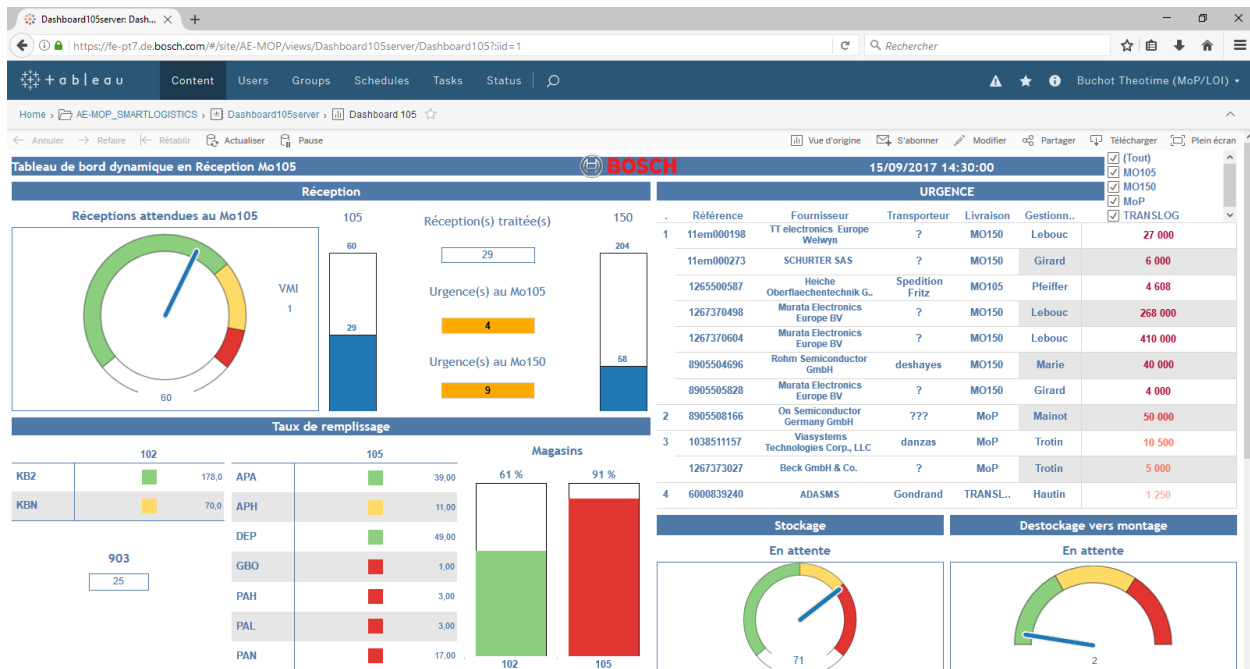 Dashboard105server: Dash...
https://fe-pt7.de.bosch.com/#/site/AE-MOP/views/Dashboard105server/Dashboard105?:iid=1
Rechercher
+ableau
Content Users Groups Schedules Tasks Status
Buchot Theotime (MoP/LOI)
Home › AE-MOP_SMARTLOGISTICS › Dashboard105server › Dashboard 105
Annuler Refaire Rétablir Actualiser Pause
Vue d'origine S'abonner Modifier Partager Télécharger Plein écran
Tableau de bord dynamique en Réception Mo105
BOSCH
15/09/2017 14:30:00
(Tout)
MO105
MO150
MoP
TRANSLOG
Réception
Réceptions attendues au Mo105
60
VMI
1
105
60
29
Réception(s) traitée(s)
29
Urgence(s) au Mo105
4
Urgence(s) au Mo150
9
150
204
58
URGENCE
. Référence Fournisseur Transporteur Livraison Gestionn..
1 11em000198 TT electronics Europe Welwyn ? MO150 Lebouc 27 000
11em000273 SCHURTER SAS ? MO150 Girard 6 000
1265500587 Heiche Oberflaechentechnik G.. Spedition Fritz MO105 Pfeiffer 4 608
1267370498 Murata Electronics Europe BV ? MO150 Lebouc 268 000
1267370604 Murata Electronics Europe BV ? MO150 Lebouc 410 000
8905504696 Rohm Semiconductor GmbH deshayes MO150 Marie 40 000
8905505828 Murata Electronics Europe BV ? MO150 Girard 4 000
2 8905508166 On Semiconductor Germany GmbH ??? MoP Mainot 50 000
3 1038511157 Viasystems Technologies Corp., LLC danzas MoP Trotin 10 500
1267373027 Beck GmbH & Co. ? MoP Trotin 5 000
4 6000839240 ADASMS Gondrand TRANSL.. Hautin 1 250
Taux de remplissage
102
KB2 178,0
KBN 70,0
903
25
105
APA 39,00
APH 11,00
DEP 49,00
GBO 1,00
PAH 3,00
PAL 3,00
PAN 17,00
Magasins
61 % 91 %
102 105
Stockage
En attente
71
Destockage vers montage
En attente
2